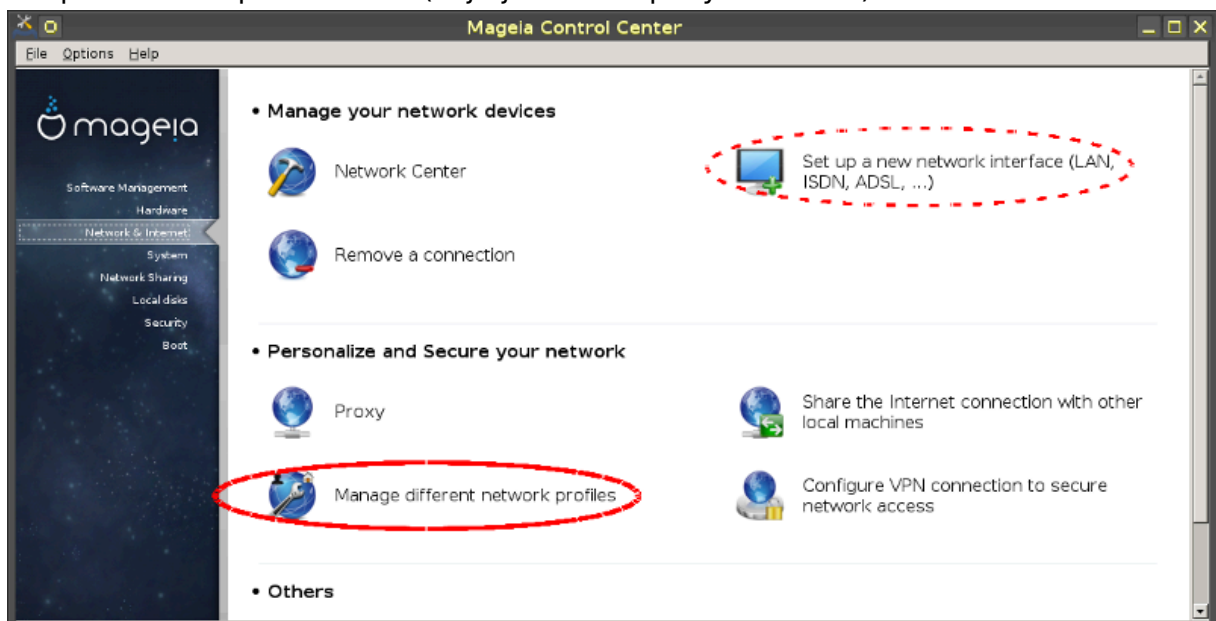 Mageia Control Center
File Options Help
mageia
Software Management
Hardware
Network & Internet
System
Network Sharing
Local disks
Security
Boot
• Manage your network devices
Network Center
Set up a new network interface (LAN,
ISDN, ADSL, ...)
Remove a connection
• Personalize and Secure your network
Proxy
Share the Internet connection with other
local machines
Manage different network profiles
Configure VPN connection to secure
network access
• Others